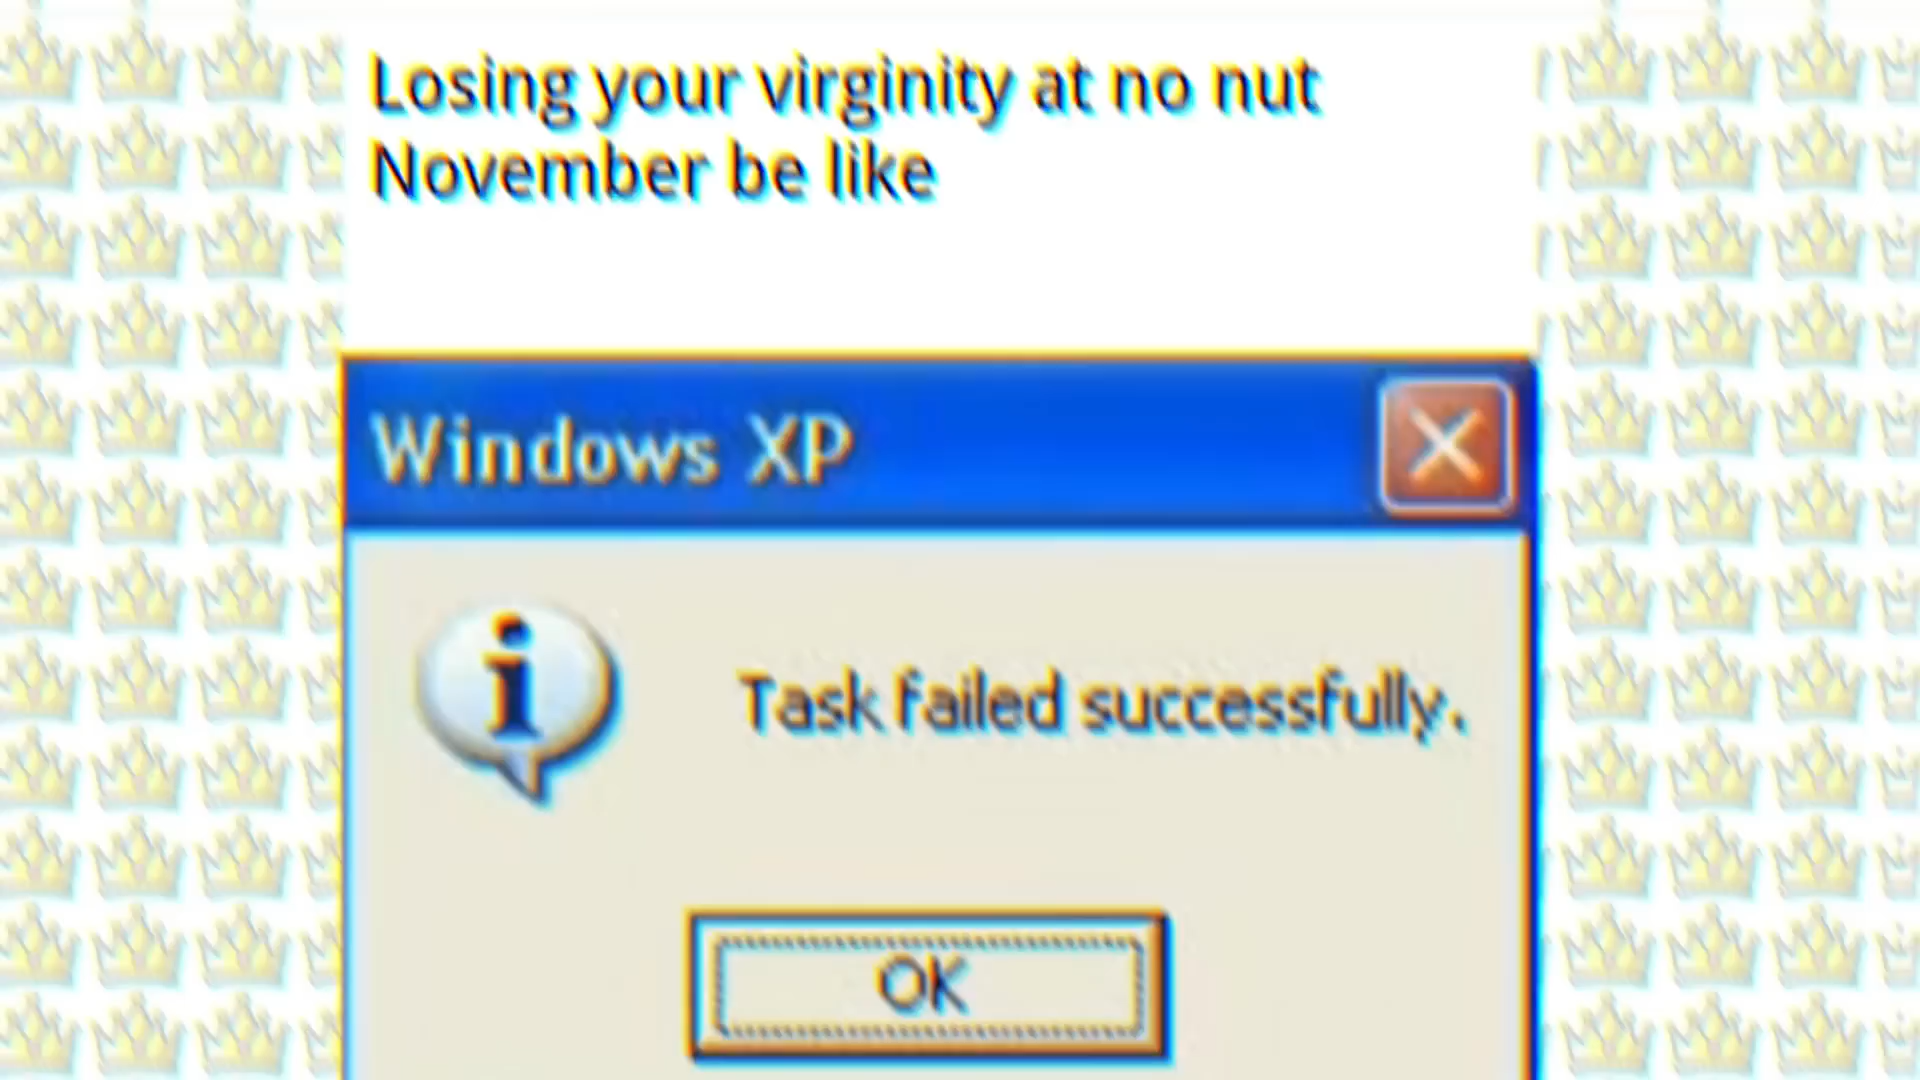 Losing your virginity at no nut
November be like
Windows XP
Task failed successfully.
OK